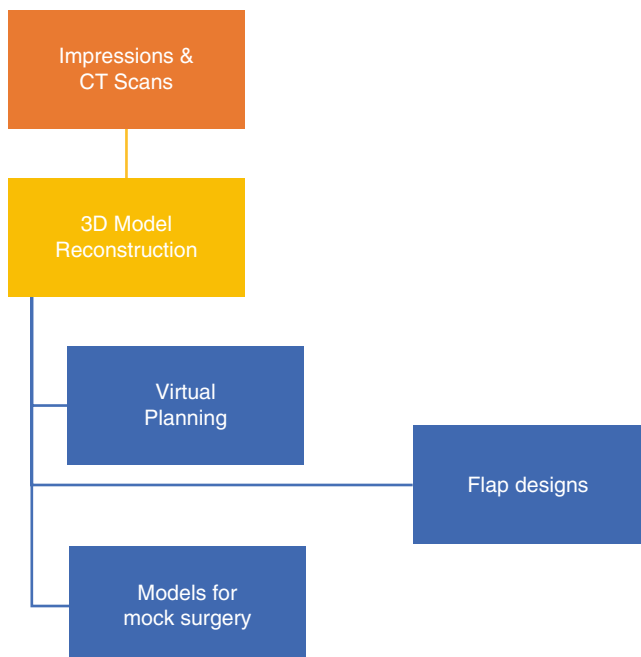 Impressions &
CT Scans
3D Model
Reconstruction
Virtual
Planning
Flap designs
Models for
mock surgery